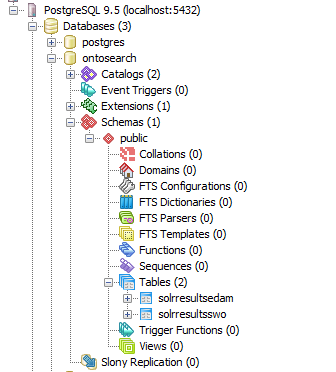 PostgreSQL 9.5 (localhost:5432)
Databases (3)
postgres
ontosearch
Catalogs (2)
Event Triggers (0)
Extensions (1)
Schemas (1)
public
Collations (0)
Domains (0)
FTS Configurations (0)
FTS Dictionaries (0)
FTS Parsers (0)
FTS Templates (0)
Functions (0)
Sequences (0)
Tables (2)
solrresultsedam
solrresultsswo
Trigger Functions (0)
Views (0)
Slony Replication (0)